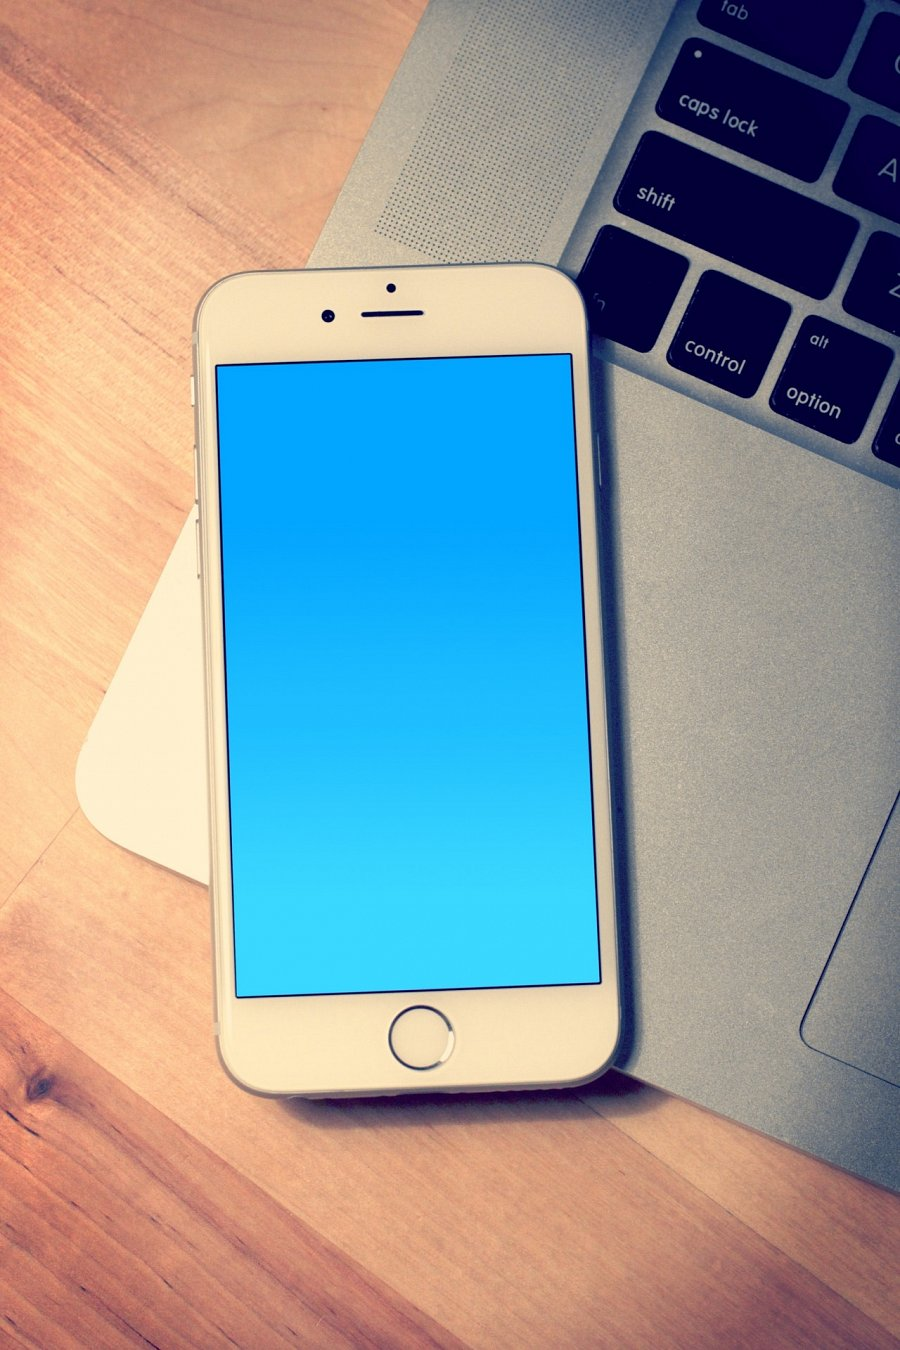 tab
caps lock
A
shift
Z
control
alt
option